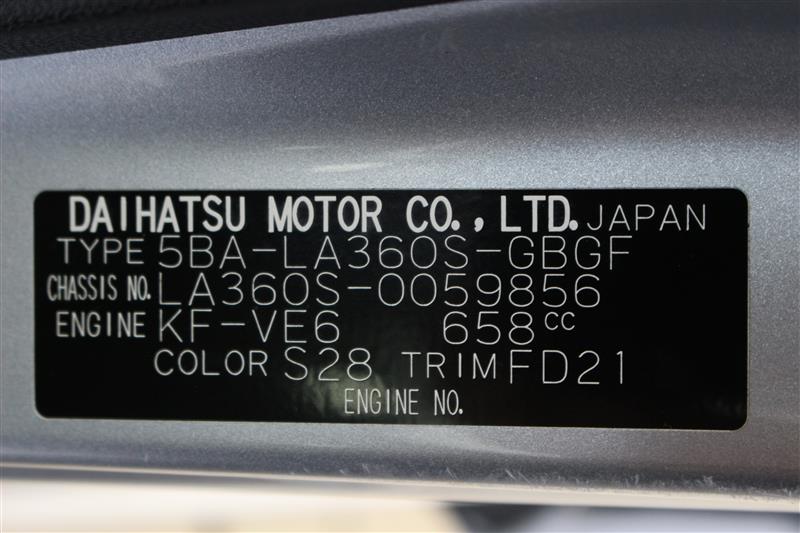 DAIHATSU MOTOR CO.,LTD. JAPAN
TYPE 5BA-LA360S-GBGF
CHASSIS NO. LA360S-0059856
ENGINE KF-VE6 658cc
COLOR S28 TRIM FD21
ENGINE NO.